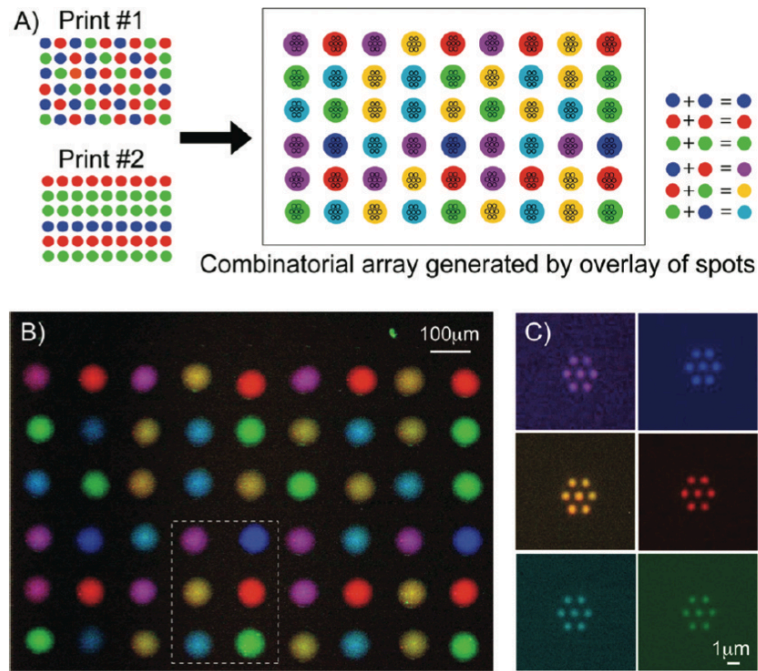 A)
Print #1
Print #2
+ =
+ =
+ =
+ =
+ =
+ =
Combinatorial array generated by overlay of spots
B)
100μm
C)
1μm